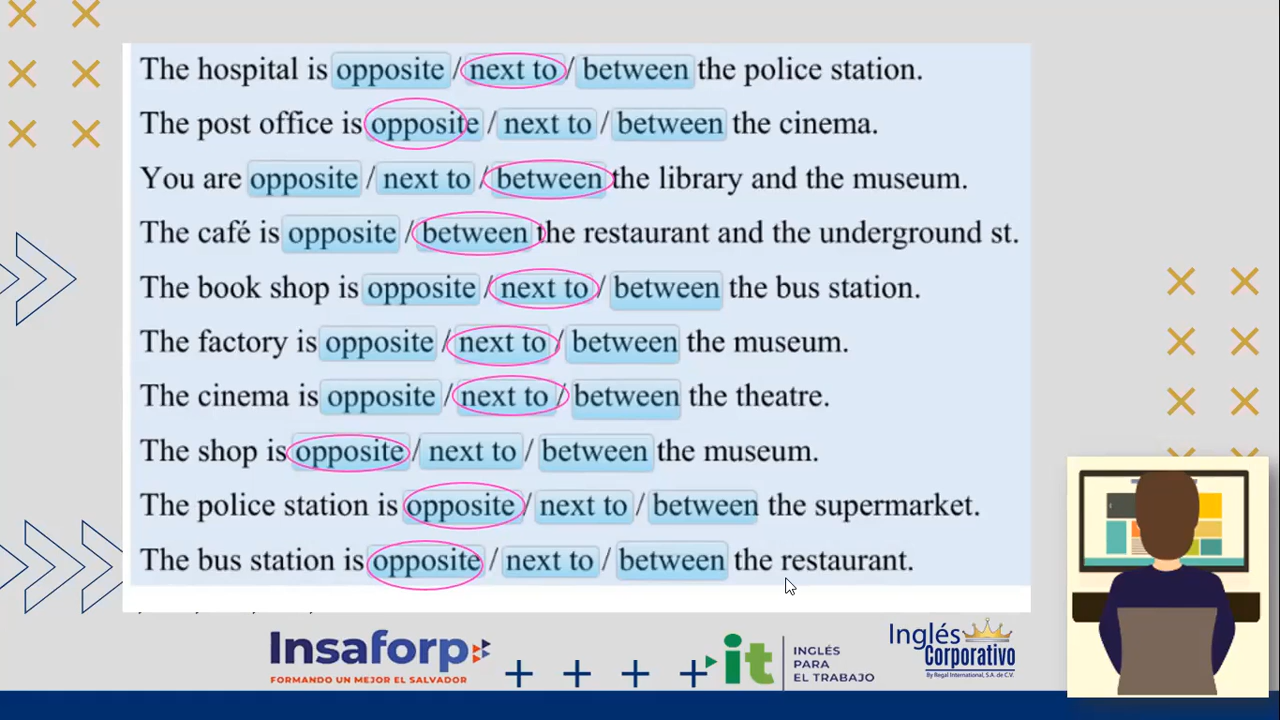 The hospital is opposite / next to / between the police station.
The post office is opposite / next to / between the cinema.
You are opposite / next to / between the library and the museum.
The café is opposite / between the restaurant and the underground st.
The book shop is opposite / next to / between the bus station.
The factory is opposite / next to / between the museum.
The cinema is opposite / next to / between the theatre.
The shop is opposite / next to / between the museum.
The police station is opposite / next to / between the supermarket.
The bus station is opposite / next to / between the restaurant.
Insaforp
FORMANDO UN MEJOR EL SALVADOR
it
INGLÉS
PARA
EL TRABAJO
Inglés
Corporativo
By Regal International, S.A. de C.V.